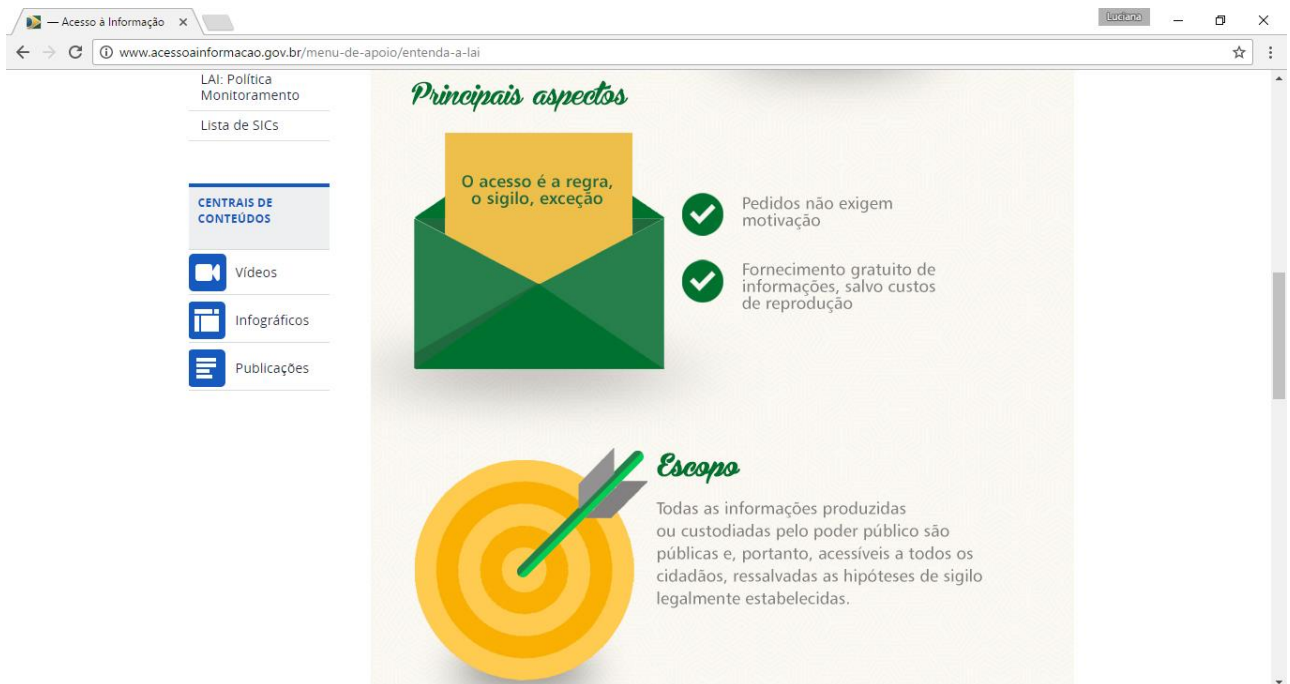 — Acesso à Informação
Luciana
www.acessoainformacao.gov.br/menu-de-apoio/entenda-a-lai
LAI: Política
Monitoramento
Lista de SICs
CENTRAIS DE
CONTEÚDOS
Vídeos
Infográficos
Publicações
Principais aspectos
O acesso é a regra,
o sigilo, exceção
Pedidos não exigem
motivação
Fornecimento gratuito de
informações, salvo custos
de reprodução
Escopo
Todas as informações produzidas
ou custodiadas pelo poder público são
públicas e, portanto, acessíveis a todos os
cidadãos, ressalvadas as hipóteses de sigilo
legalmente estabelecidas.